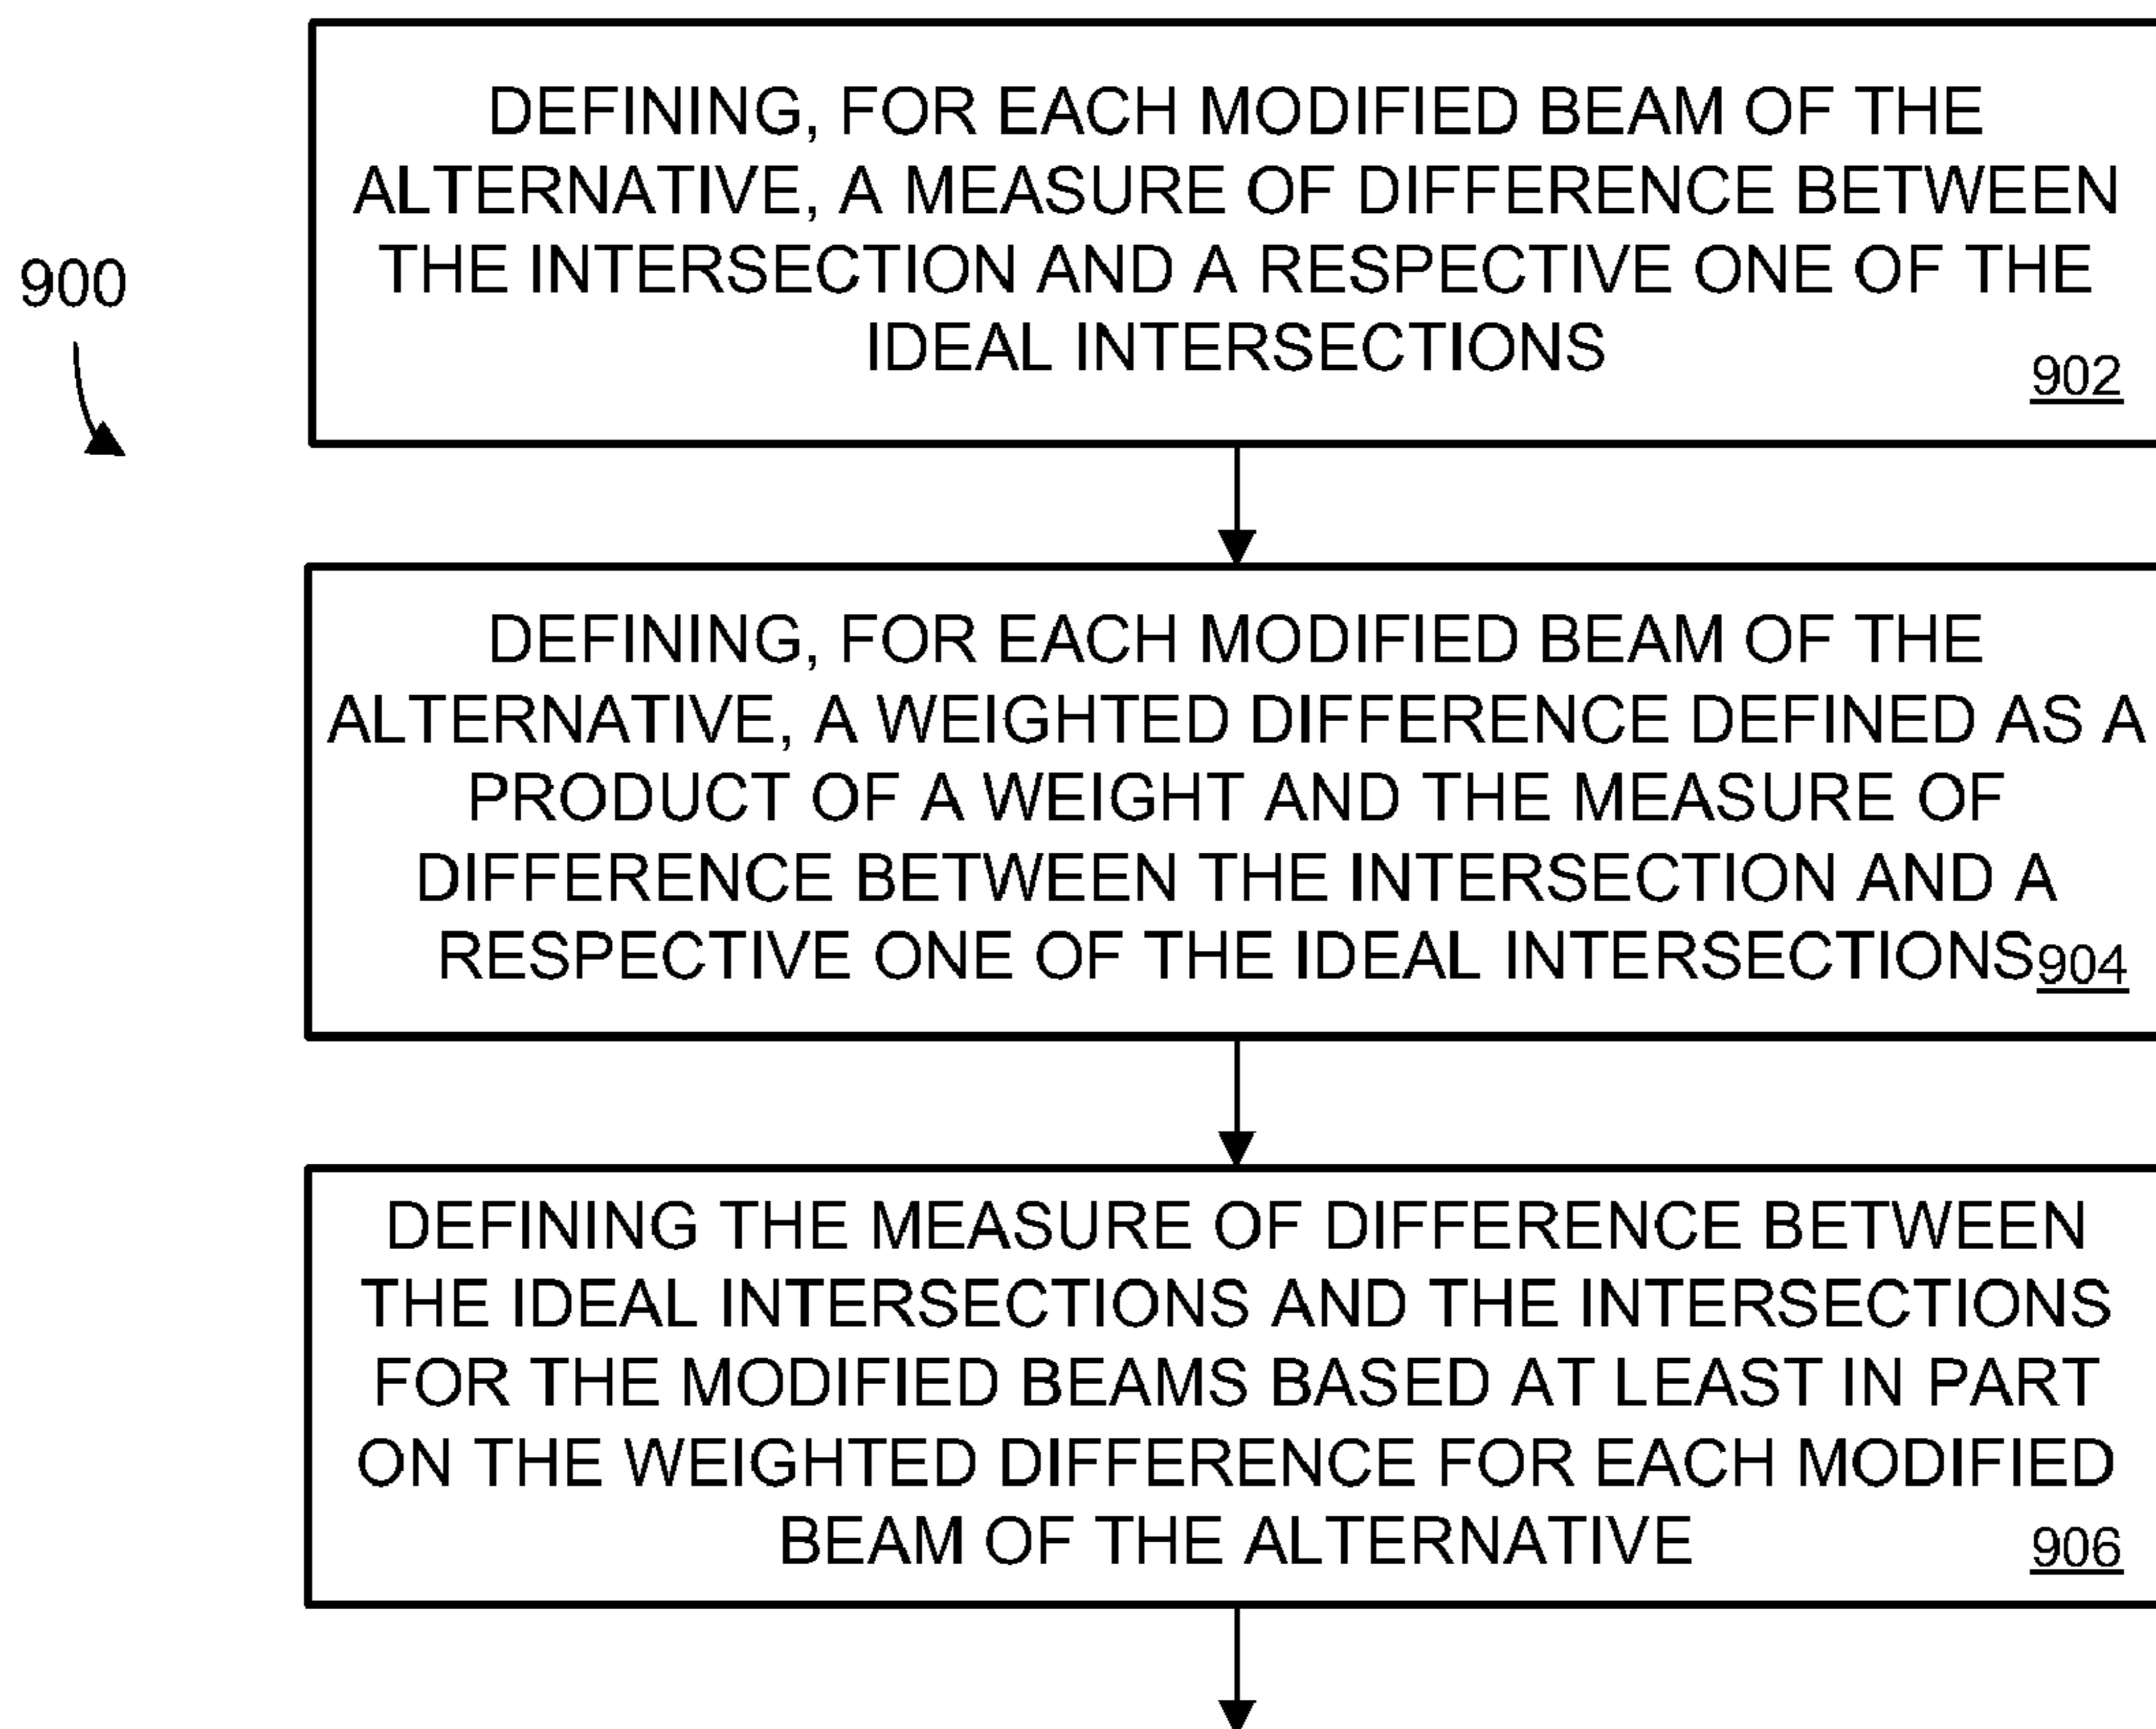 DEFINING, FOR EACH MODIFIED BEAM OF THE
ALTERNATIVE, A MEASURE OF DIFFERENCE BETWEEN
THE INTERSECTION AND A RESPECTIVE ONE OF THE
IDEAL INTERSECTIONS
902
900
DEFINING, FOR EACH MODIFIED BEAM OF THE
ALTERNATIVE, A WEIGHTED DIFFERENCE DEFINED AS A
PRODUCT OF A WEIGHT AND THE MEASURE OF
DIFFERENCE BETWEEN THE INTERSECTION AND A
RESPECTIVE ONE OF THE IDEAL INTERSECTIONS
904
DEFINING THE MEASURE OF DIFFERENCE BETWEEN
THE IDEAL INTERSECTIONS AND THE INTERSECTIONS
FOR THE MODIFIED BEAMS BASED AT LEAST IN PART
ON THE WEIGHTED DIFFERENCE FOR EACH MODIFIED
BEAM OF THE ALTERNATIVE
906